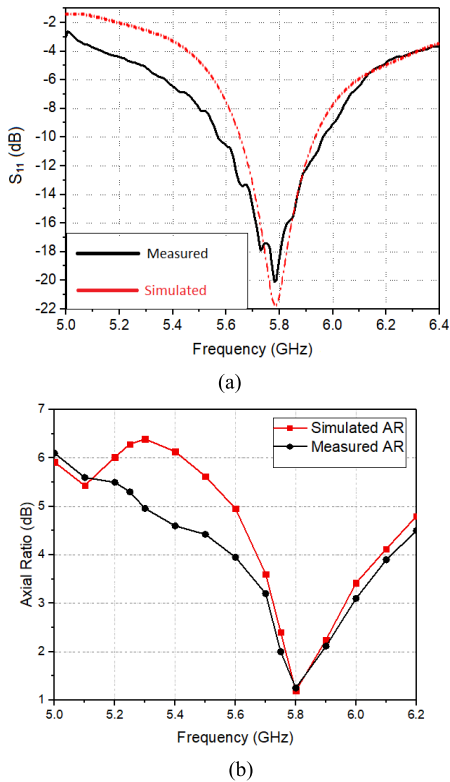 -2
-4
-6
-8
-10
-12
-14
-16
-18
-20
-22
S11 (dB)
Measured
Simulated
5.0 5.2 5.4 5.6 5.8 6.0 6.2 6.4
Frequency (GHz)
(a)
7
6
5
4
3
2
1
Axial Ratio (dB)
Simulated AR
Measured AR
5.0 5.2 5.4 5.6 5.8 6.0 6.2
Frequency (GHz)
(b)